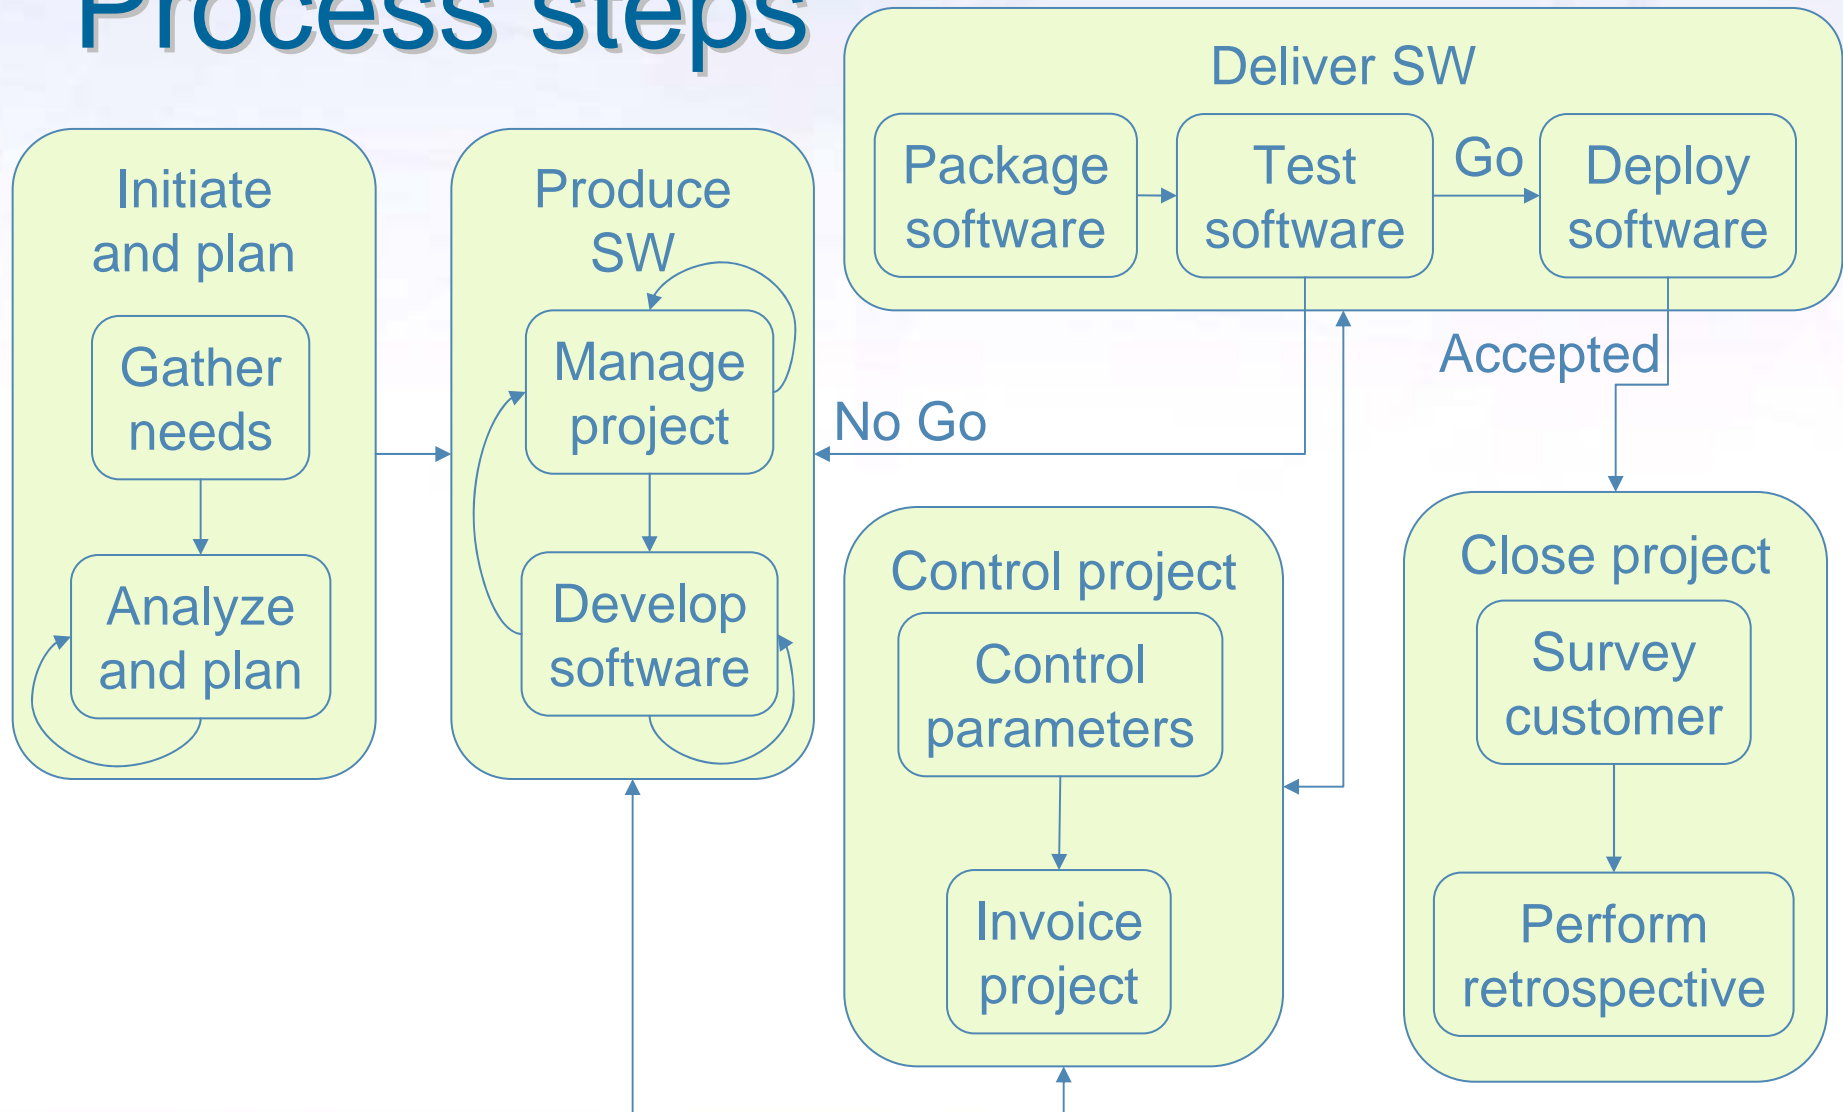 Process steps
Initiate
and plan
Gather
needs
Analyze
and plan
Produce
SW
Manage
project
Develop
software
Deliver SW
Package
software
Test
software
Go
Deploy
software
No Go
Accepted
Control project
Control
parameters
Invoice
project
Close project
Survey
customer
Perform
retrospective